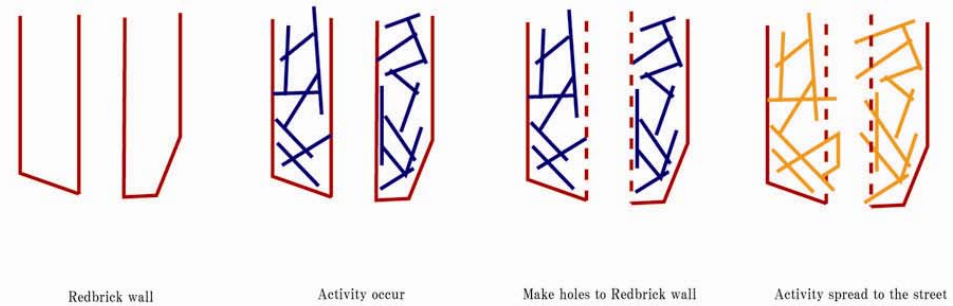 Redbrick wall
Activity occur
Make holes to Redbrick wall
Activity spread to the street